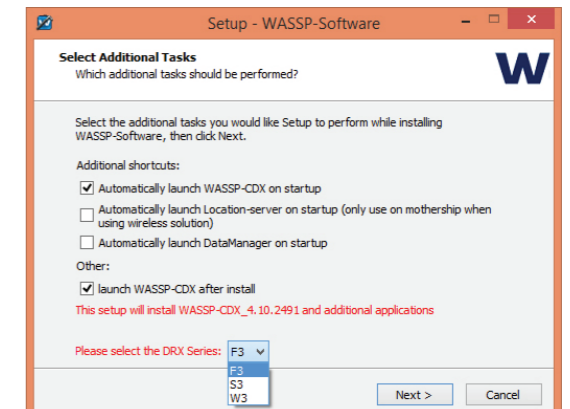 Setup - WASSP-Software
Select Additional Tasks
Which additional tasks should be performed?
W
Select the additional tasks you would like Setup to perform while installing
WASSP-Software, then click Next.
Additional shortcuts:
Automatically launch WASSP-CDX on startup
Automatically launch Location-server on startup (only use on mothership when
using wireless solution)
Automatically launch DataManager on startup
Other:
launch WASSP-CDX after install
This setup will install WASSP-CDX_4.10.2491 and additional applications
Please select the DRX Series: F3
F3
S3
W3
Next >
Cancel